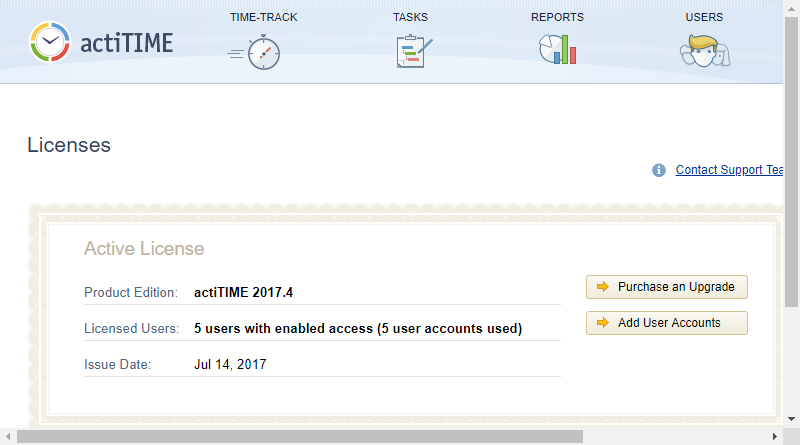 TIME-TRACK TASKS REPORTS USERS
actiTIME
Licenses
Contact Support Tea
Active License
Product Edition: actiTIME 2017.4
Purchase an Upgrade
Licensed Users: 5 users with enabled access (5 user accounts used)
Add User Accounts
Issue Date: Jul 14, 2017